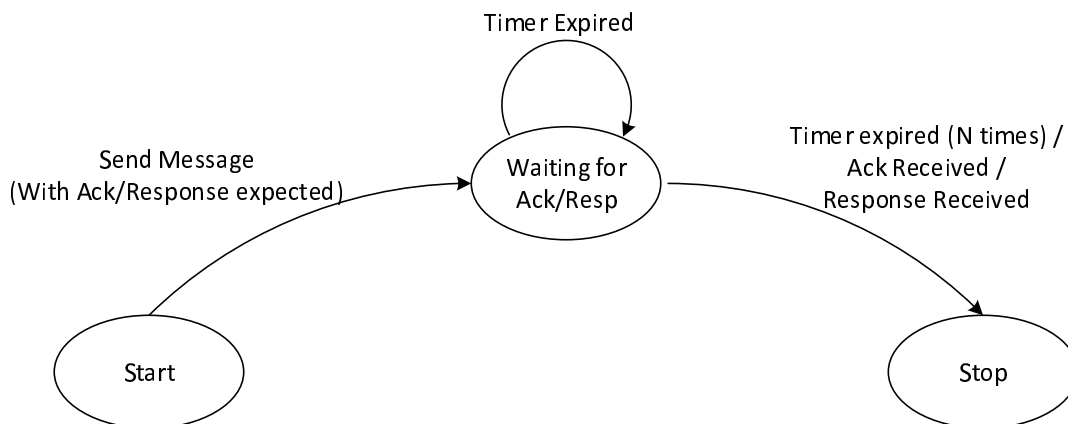 Timer Expired
Send Message
(With Ack/Response expected)
Waiting for
Ack/Resp
Timer expired (N times) /
Ack Received /
Response Received
Start
Stop